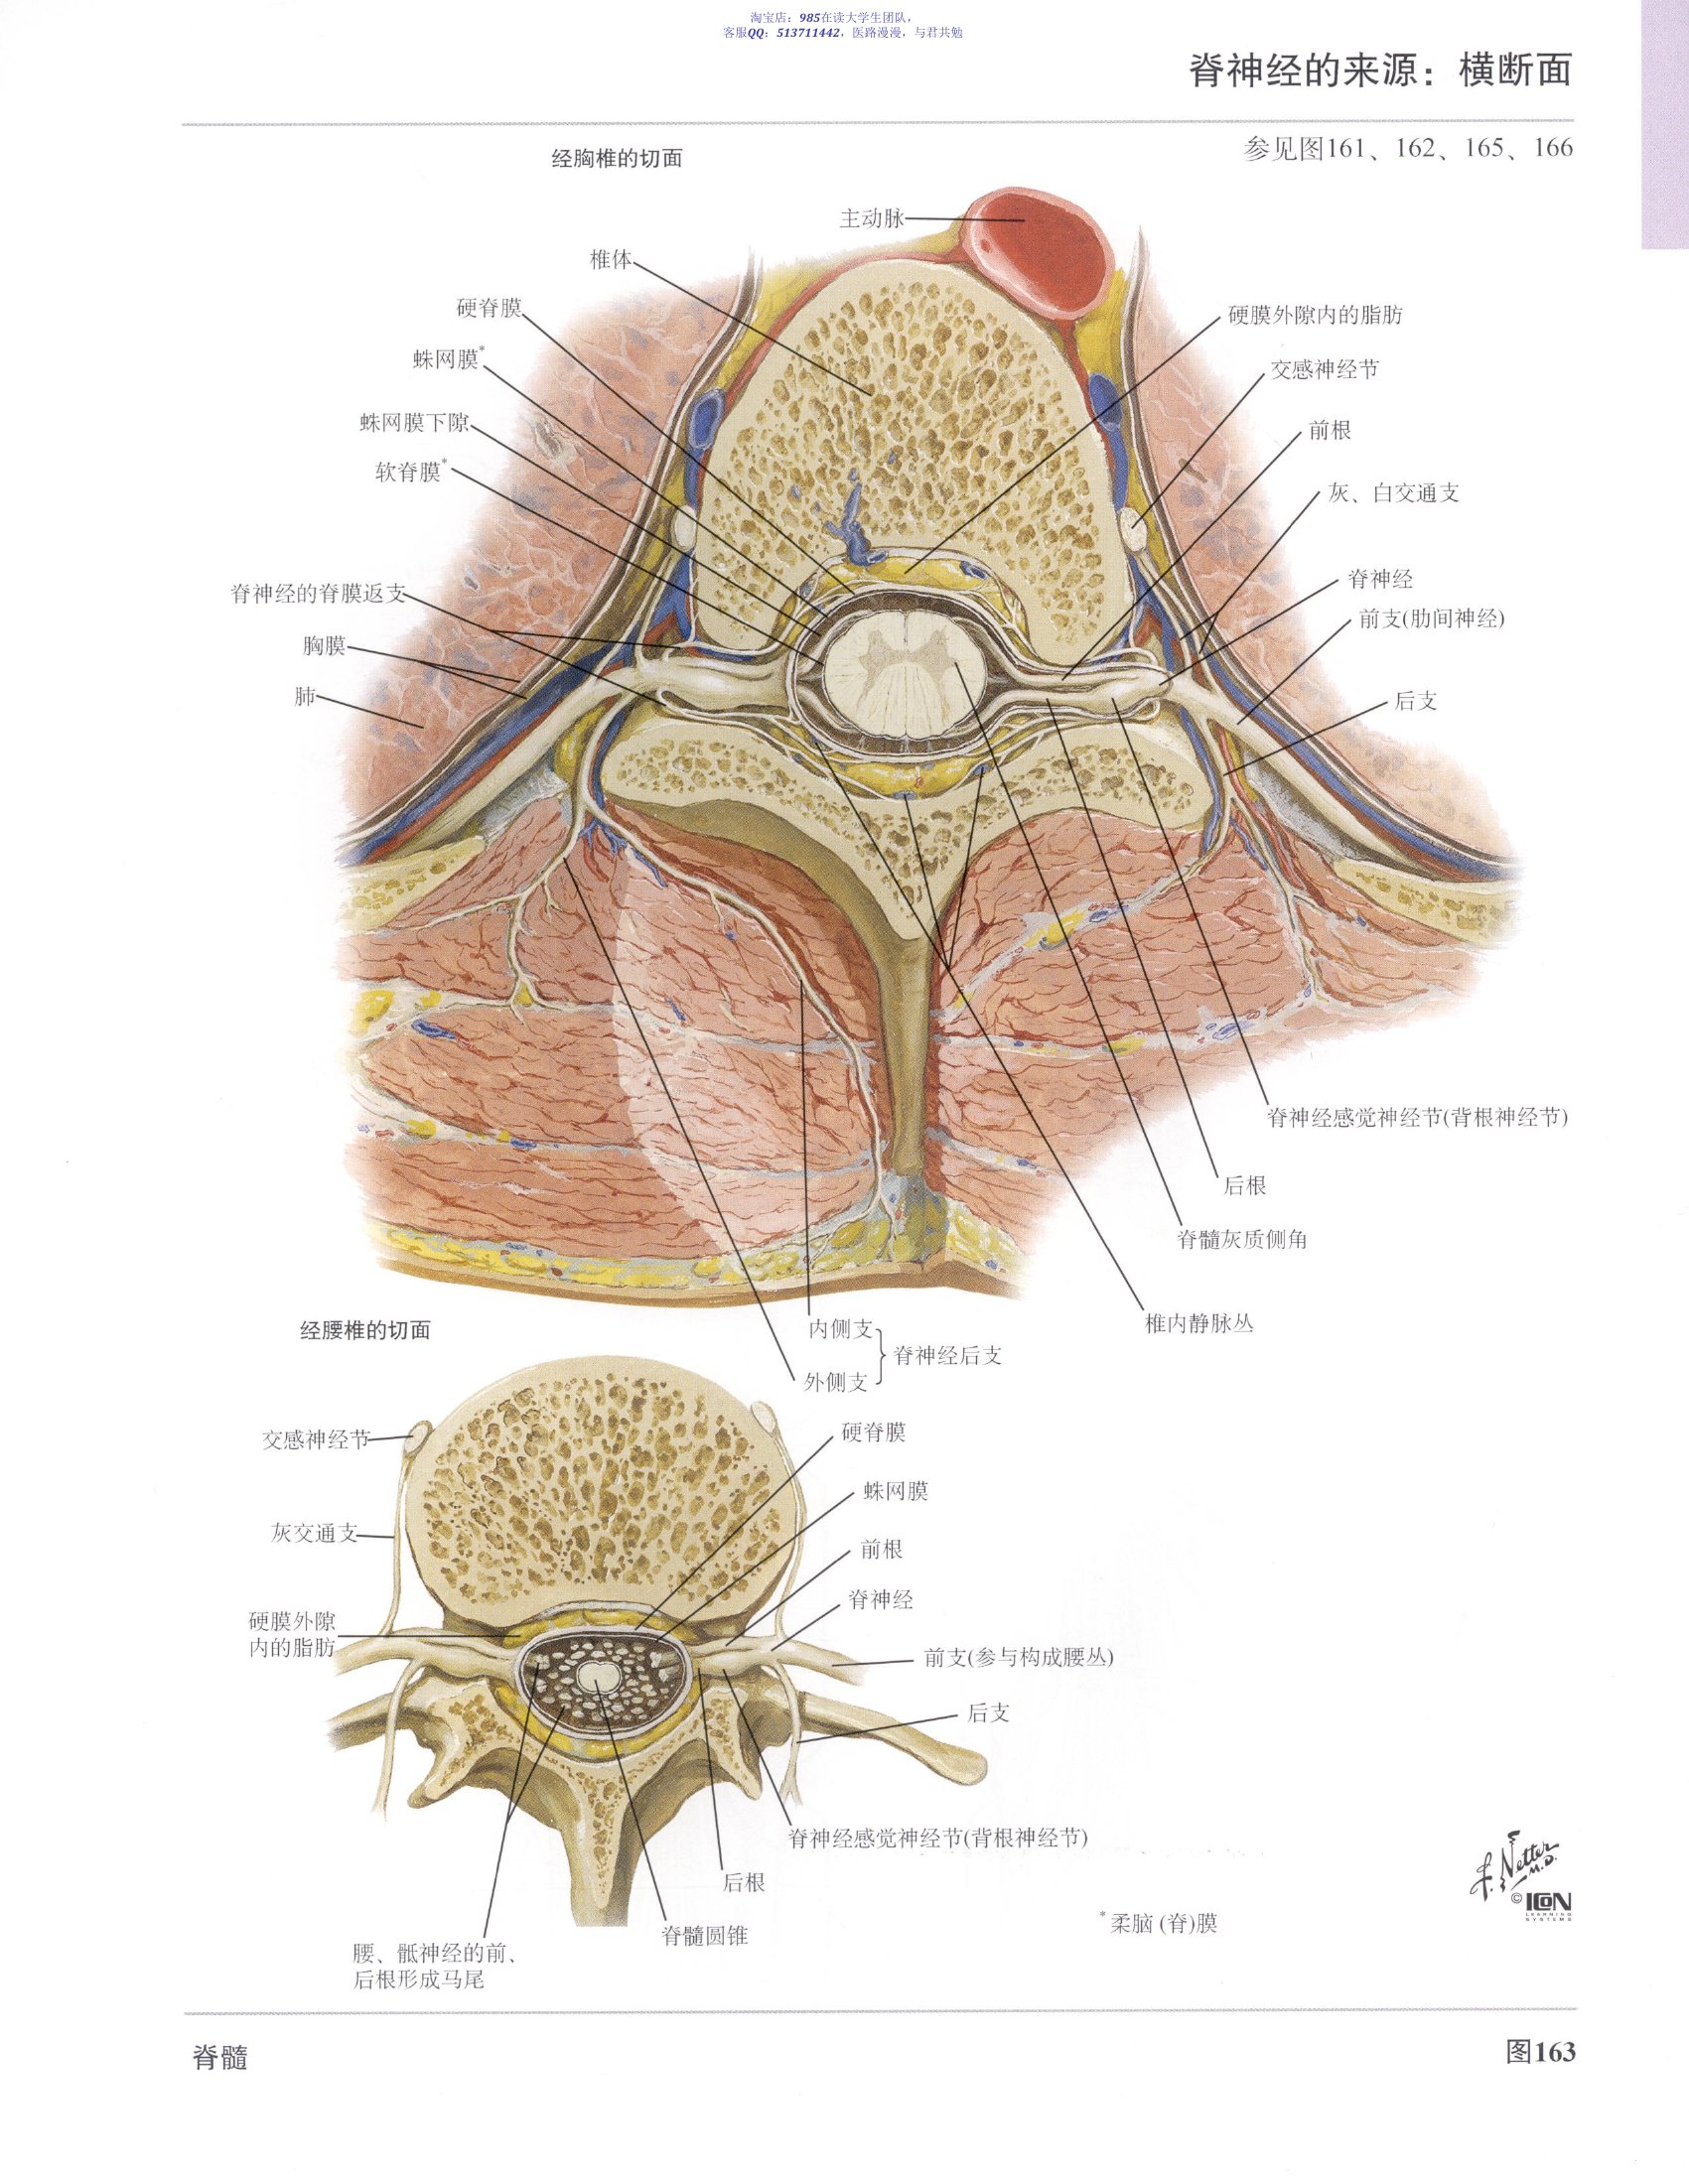 淘宝店：985在读大学生团队，
客服QQ：513711442，医路漫漫，与君共勉
脊神经的来源：横断面
参见图161、162、165、166
经胸椎的切面
主动脉
椎体
硬脊膜
蛛网膜*
蛛网膜下隙
软脊膜*
脊神经的脊膜返支
胸膜
肺
硬膜外隙内的脂肪
交感神经节
前根
灰、白交通支
脊神经
前支(肋间神经)
后支
脊神经感觉神经节(背根神经节)
后根
脊髓灰质侧角
椎内静脉丛
内侧支
外侧支
脊神经后支
经腰椎的切面
交感神经节
灰交通支
硬膜外隙
内的脂肪
硬脊膜
蛛网膜
前根
脊神经
前支(参与构成腰丛)
后支
脊神经感觉神经节(背根神经节)
后根
脊髓圆锥
腰、骶神经的前、
后根形成马尾
*柔脑(脊)膜
F. Netter
M.D.
© ICON
LEARNING
SYSTEMS
脊髓
图163